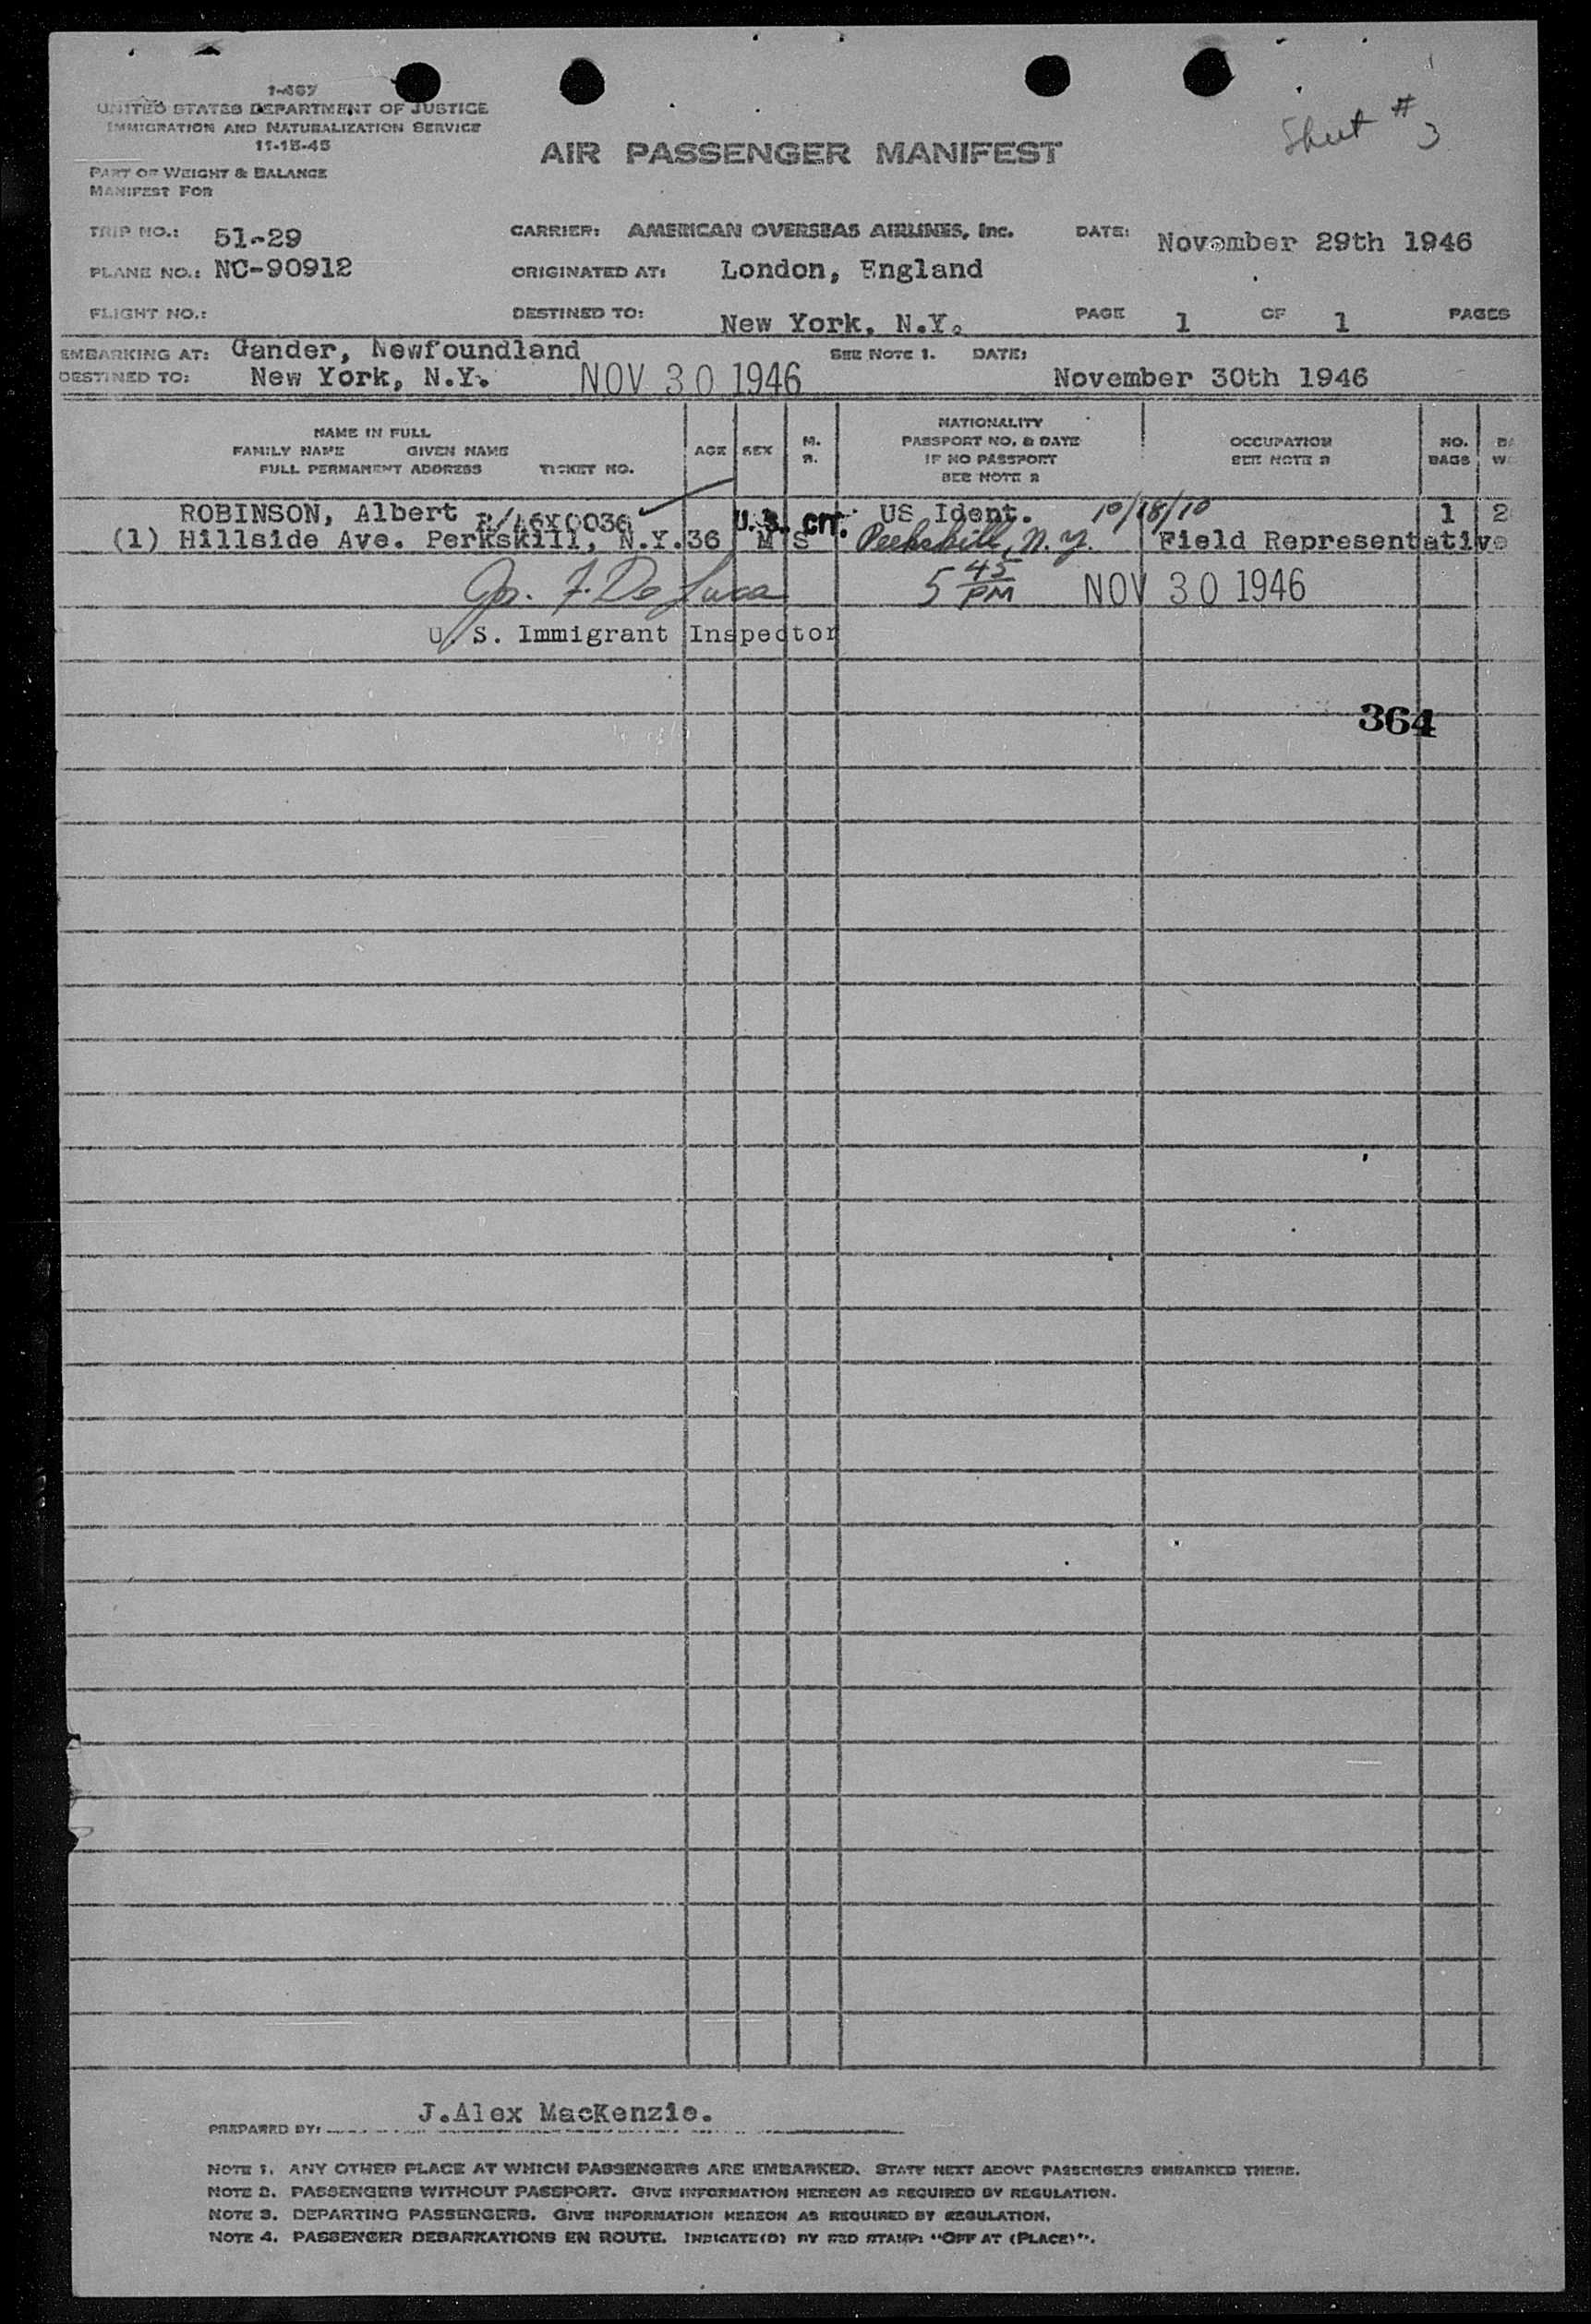 1-467
UNITED STATES DEPARTMENT OF JUSTICE
IMMIGRATION AND NATURALIZATION SERVICE
11-15-45
Sheet # 3
AIR PASSENGER MANIFEST
PART OF WEIGHT & BALANCE
MANIFEST FOR
TRIP NO.: 51-29 CARRIER: AMERICAN OVERSEAS AIRLINES, Inc. DATE: November 29th 1946
PLANE NO.: NC-90912 ORIGINATED AT: London, England
FLIGHT NO.: DESTINED TO: New York, N.Y. PAGE 1 OF 1 PAGES
EMBARKING AT: Gander, Newfoundland SEE NOTE 1. DATE:
DESTINED TO: New York, N.Y. NOV 30 1946 November 30th 1946
NAME IN FULL
FAMILY NAME GIVEN NAME
FULL PERMANENT ADDRESS TICKET NO.
AGE SEX M. S.
NATIONALITY
PASSPORT NO. & DATE
IF NO PASSPORT
SEE NOTE 2
OCCUPATION
SEE NOTE 3
NO.
BAGS
ROBINSON, Albert R/A6X0036 U.S. CIT. US Ident. 10/18/10 1 2
(1) Hillside Ave. Perkskill, N.Y. 36 M S Peekskill, N.Y. Field Representative
Jos. F. De Luca 5 45 PM NOV 30 1946
U.S. Immigrant Inspector
364
PREPARED BY: J.Alex MacKenzie.
NOTE 1. ANY OTHER PLACE AT WHICH PASSENGERS ARE EMBARKED. STATE NEXT ABOVE PASSENGERS EMBARKED THERE.
NOTE 2. PASSENGERS WITHOUT PASSPORT. GIVE INFORMATION HEREON AS REQUIRED BY REGULATION.
NOTE 3. DEPARTING PASSENGERS. GIVE INFORMATION HEREON AS REQUIRED BY REGULATION.
NOTE 4. PASSENGER DEBARKATIONS EN ROUTE. INDICATE(D) BY RED STAMP: "OFF AT (PLACE)".